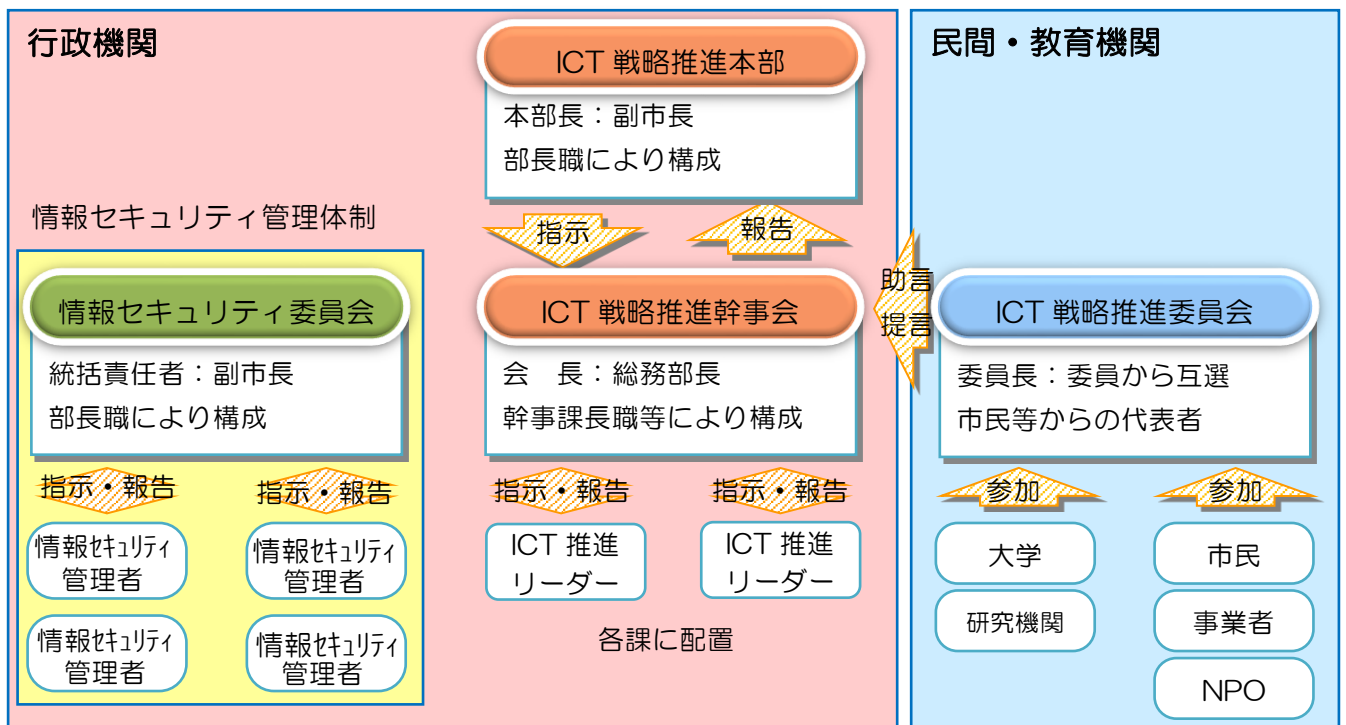 行政機関
ICT 戦略推進本部
本部長：副市長
部長職により構成
指示
報告
情報セキュリティ管理体制
情報セキュリティ委員会
統括責任者：副市長
部長職により構成
指示・報告
指示・報告
情報ｾｷｭﾘﾃｨ
管理者
情報ｾｷｭﾘﾃｨ
管理者
情報ｾｷｭﾘﾃｨ
管理者
情報ｾｷｭﾘﾃｨ
管理者
ICT 戦略推進幹事会
会　長：総務部長
幹事課長職等により構成
指示・報告
指示・報告
ICT 推進
リーダー
ICT 推進
リーダー
各課に配置
助言
提言
民間・教育機関
ICT 戦略推進委員会
委員長：委員から互選
市民等からの代表者
参加
参加
大学
研究機関
市民
事業者
NPO